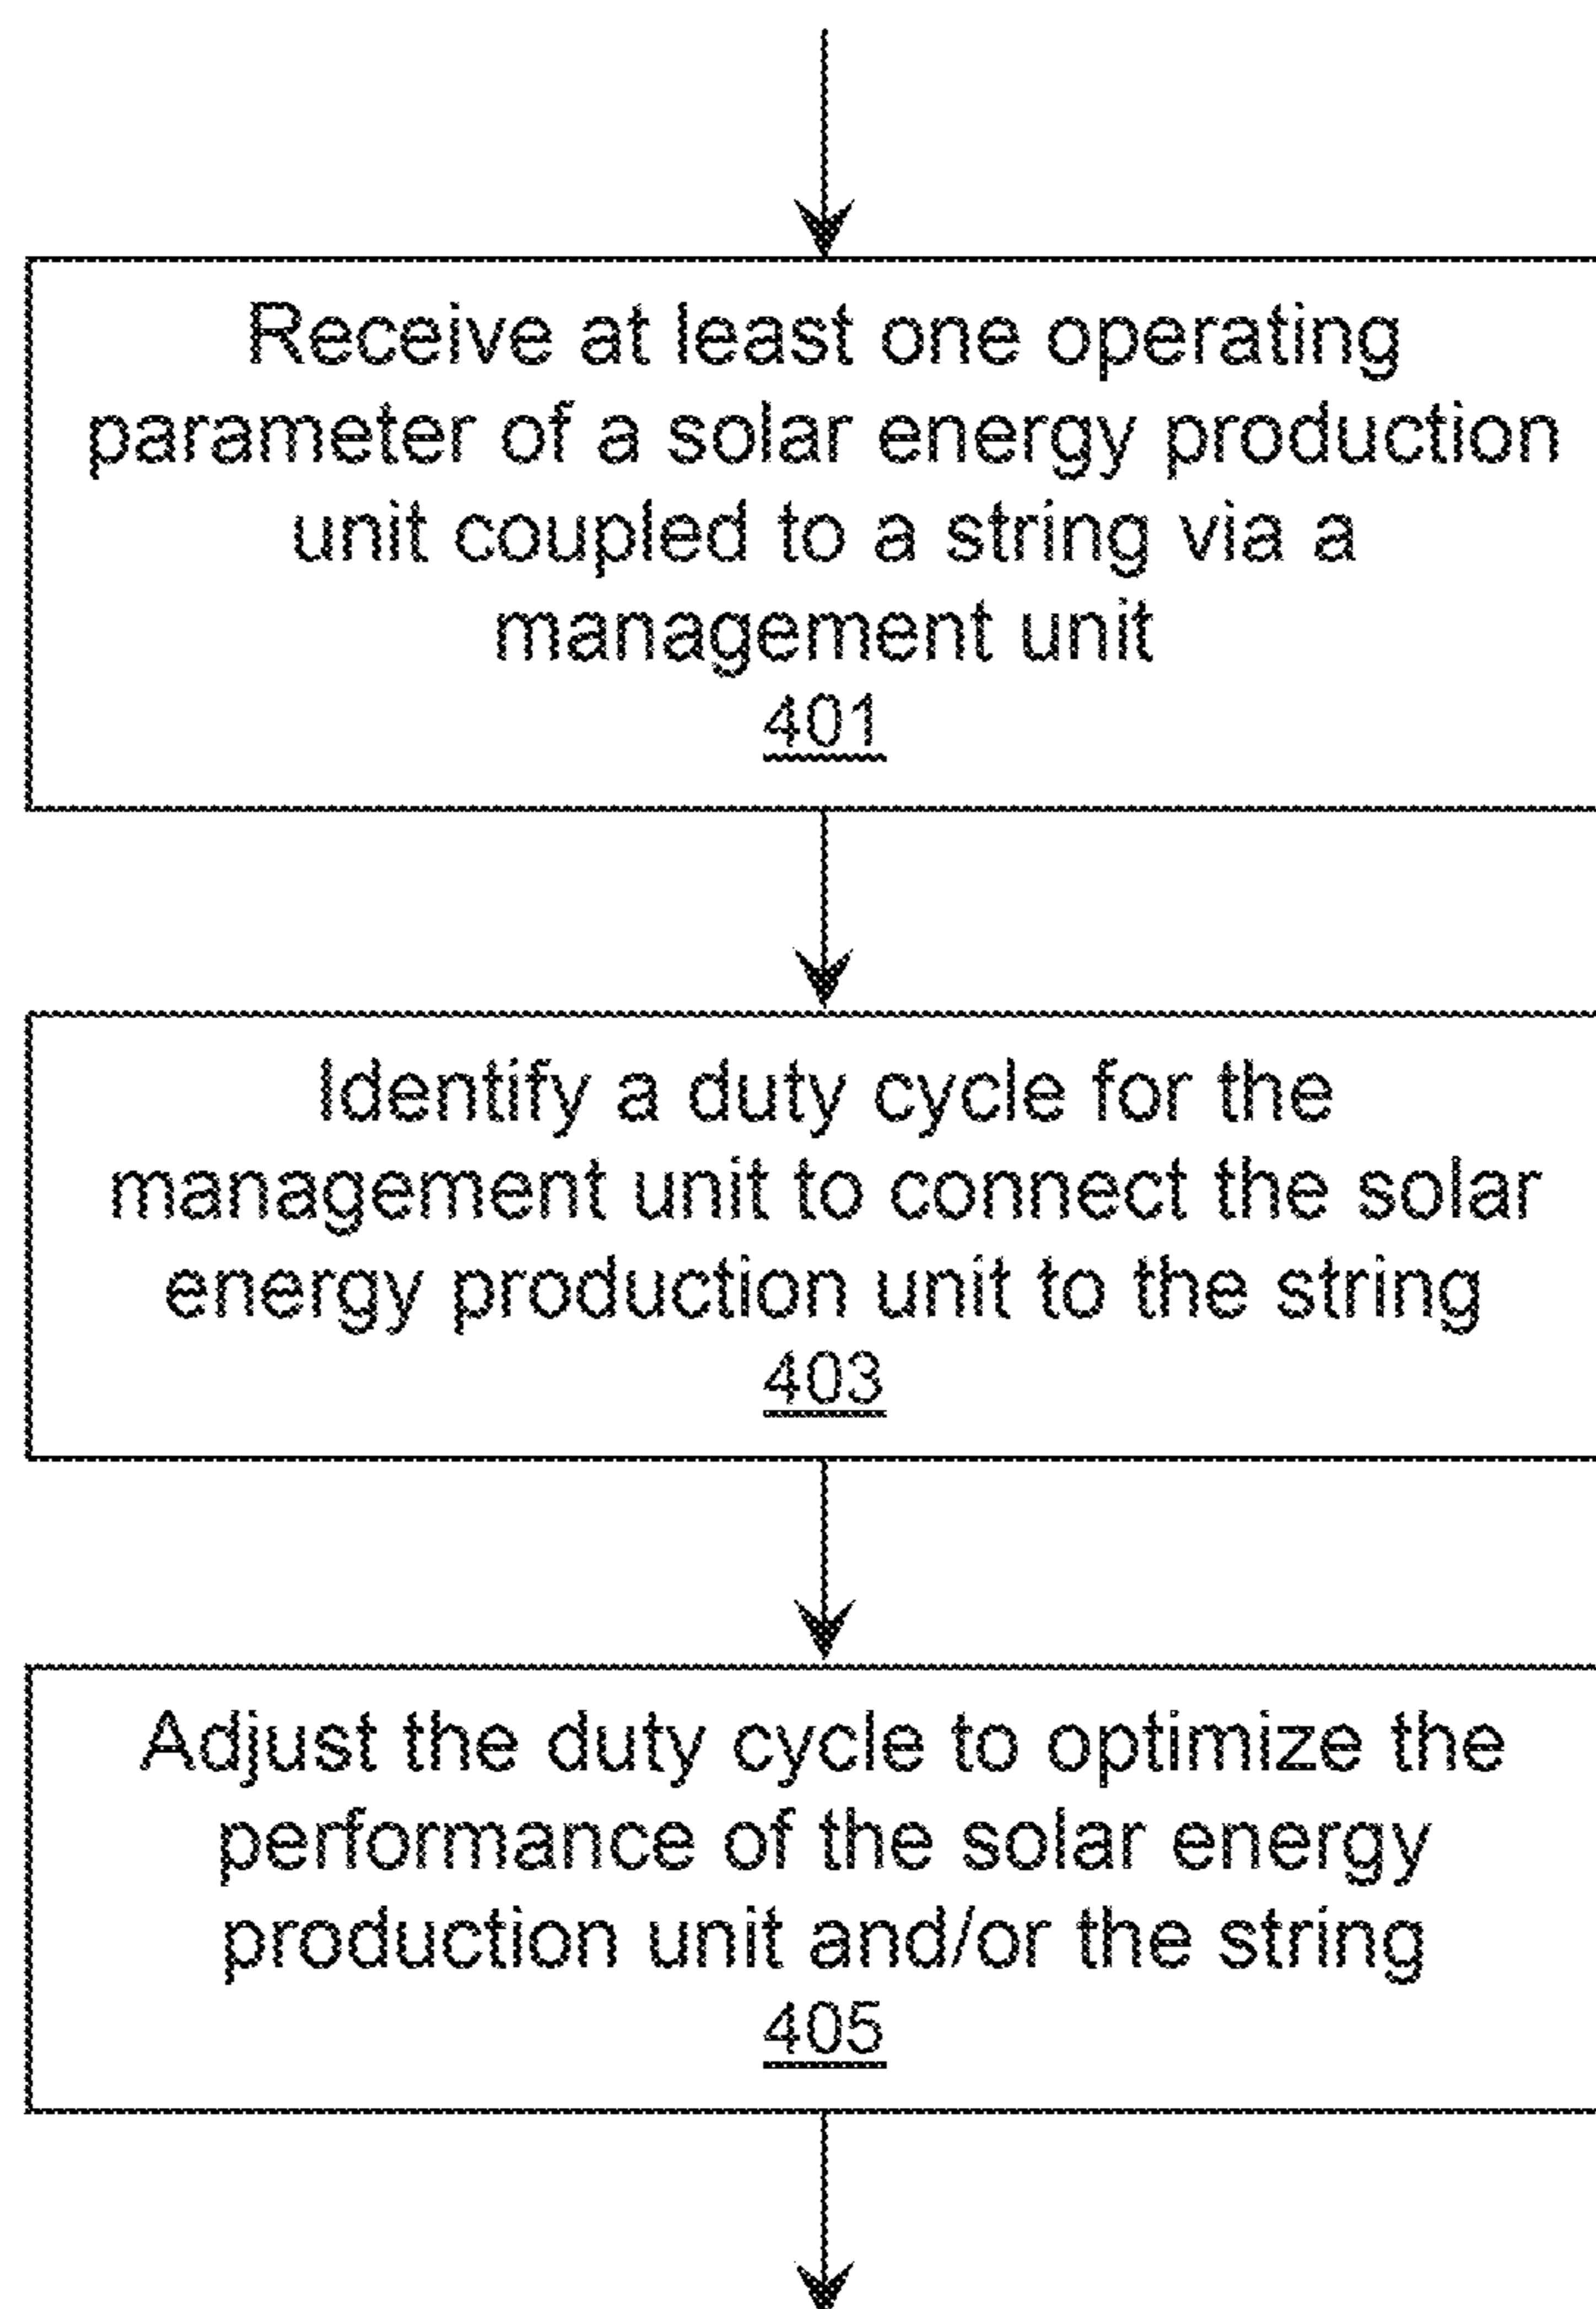 Receive at least one operating
parameter of a solar energy production
unit coupled to a string via a
management unit
401
Identify a duty cycle for the
management unit to connect the solar
energy production unit to the string
403
Adjust the duty cycle to optimize the
performance of the solar energy
production unit and/or the string
405